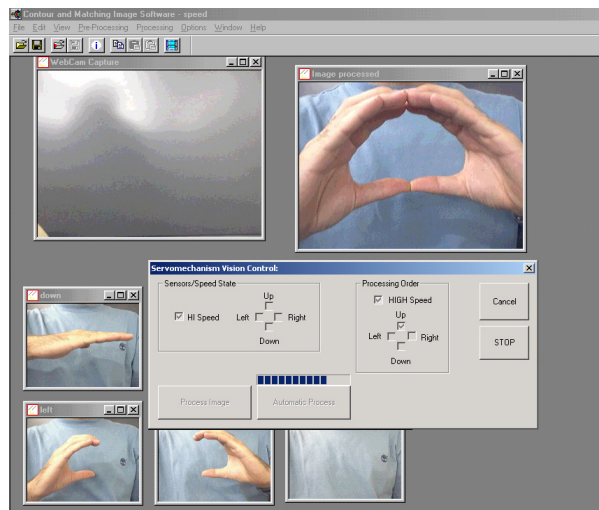 Contour and Matching Image Software - speed
File Edit View Pre-Processing Processing Options Window Help
WebCam Capture
Image processed
Servomechanism Vision Control:
Sensors/Speed State
Processing Order
HI Speed
Up
Left
Right
Down
HIGH Speed
Up
Left
Right
Down
Cancel
STOP
Process Image
Automatic Process
down
left